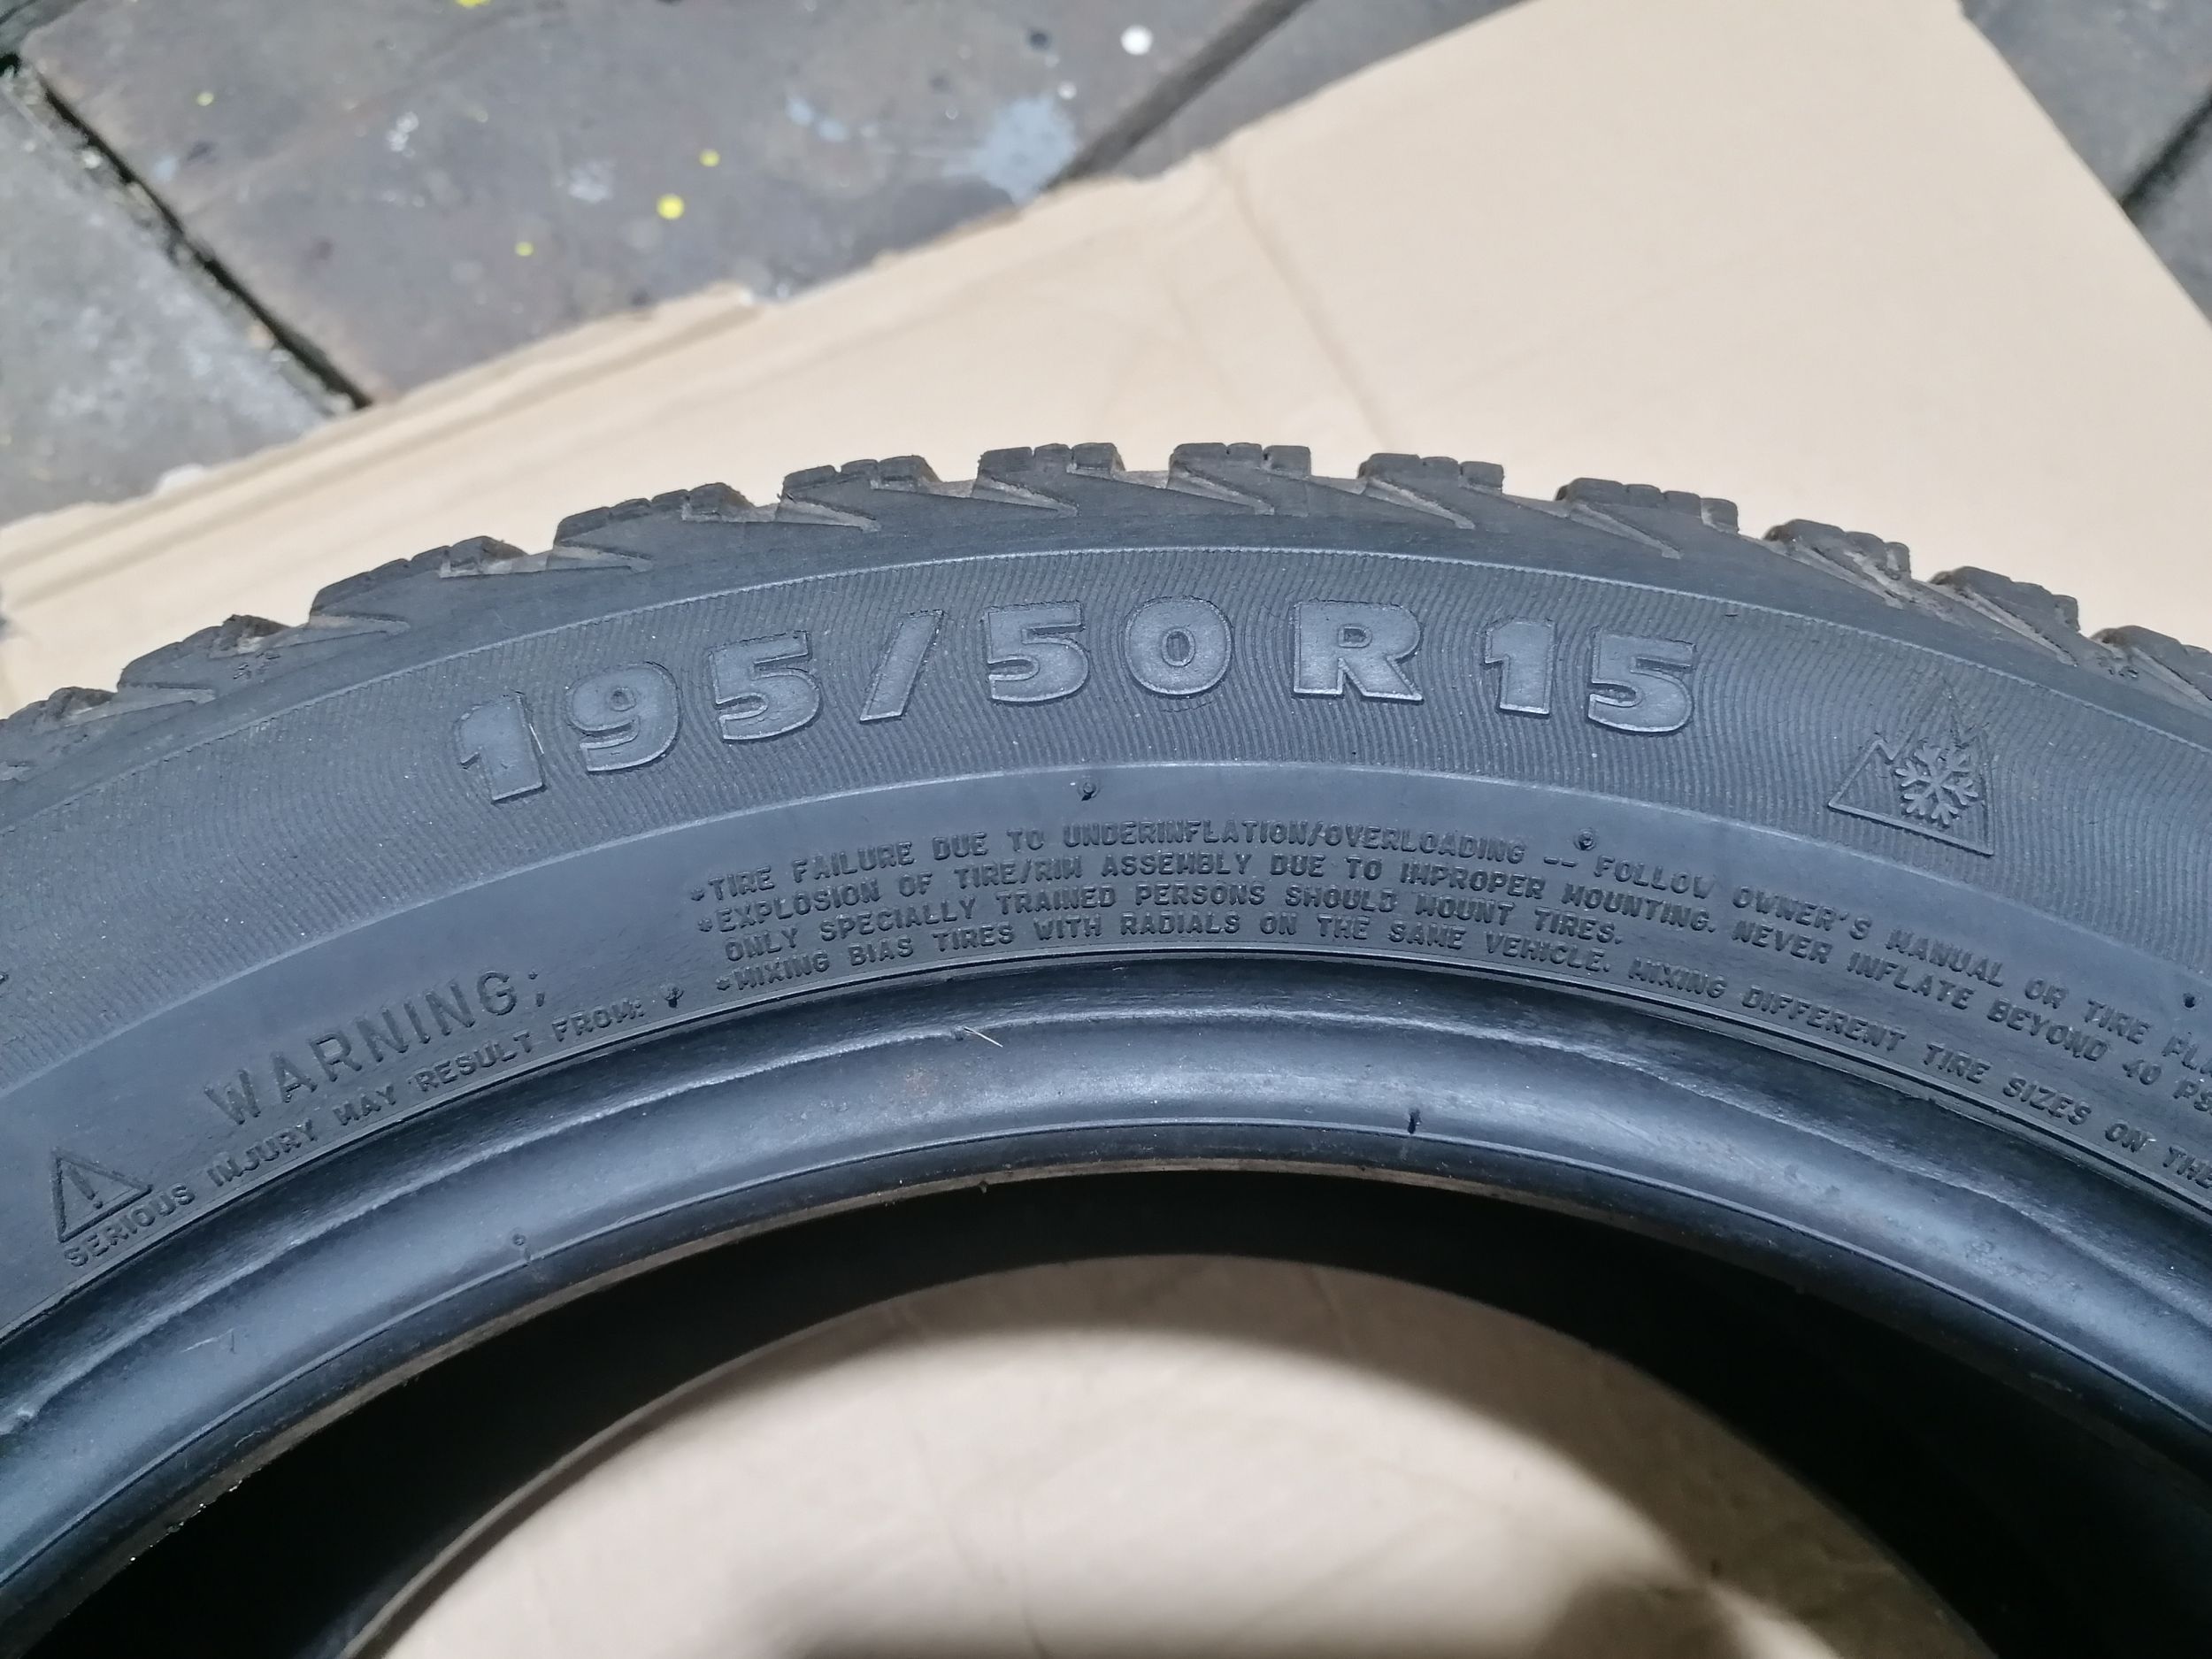 195/50 R 15
WARNING:
SERIOUS INJURY MAY RESULT FROM:
*TIRE FAILURE DUE TO UNDERINFLATION/OVERLOADING -- FOLLOW OWNER'S MANUAL OR TIRE
*EXPLOSION OF TIRE/RIM ASSEMBLY DUE TO IMPROPER MOUNTING. NEVER INFLATE BEYOND 40
ONLY SPECIALLY TRAINED PERSONS SHOULD MOUNT TIRES.
*MIXING BIAS TIRES WITH RADIALS ON THE SAME VEHICLE. MIXING DIFFERENT TIRE SIZES ON THE